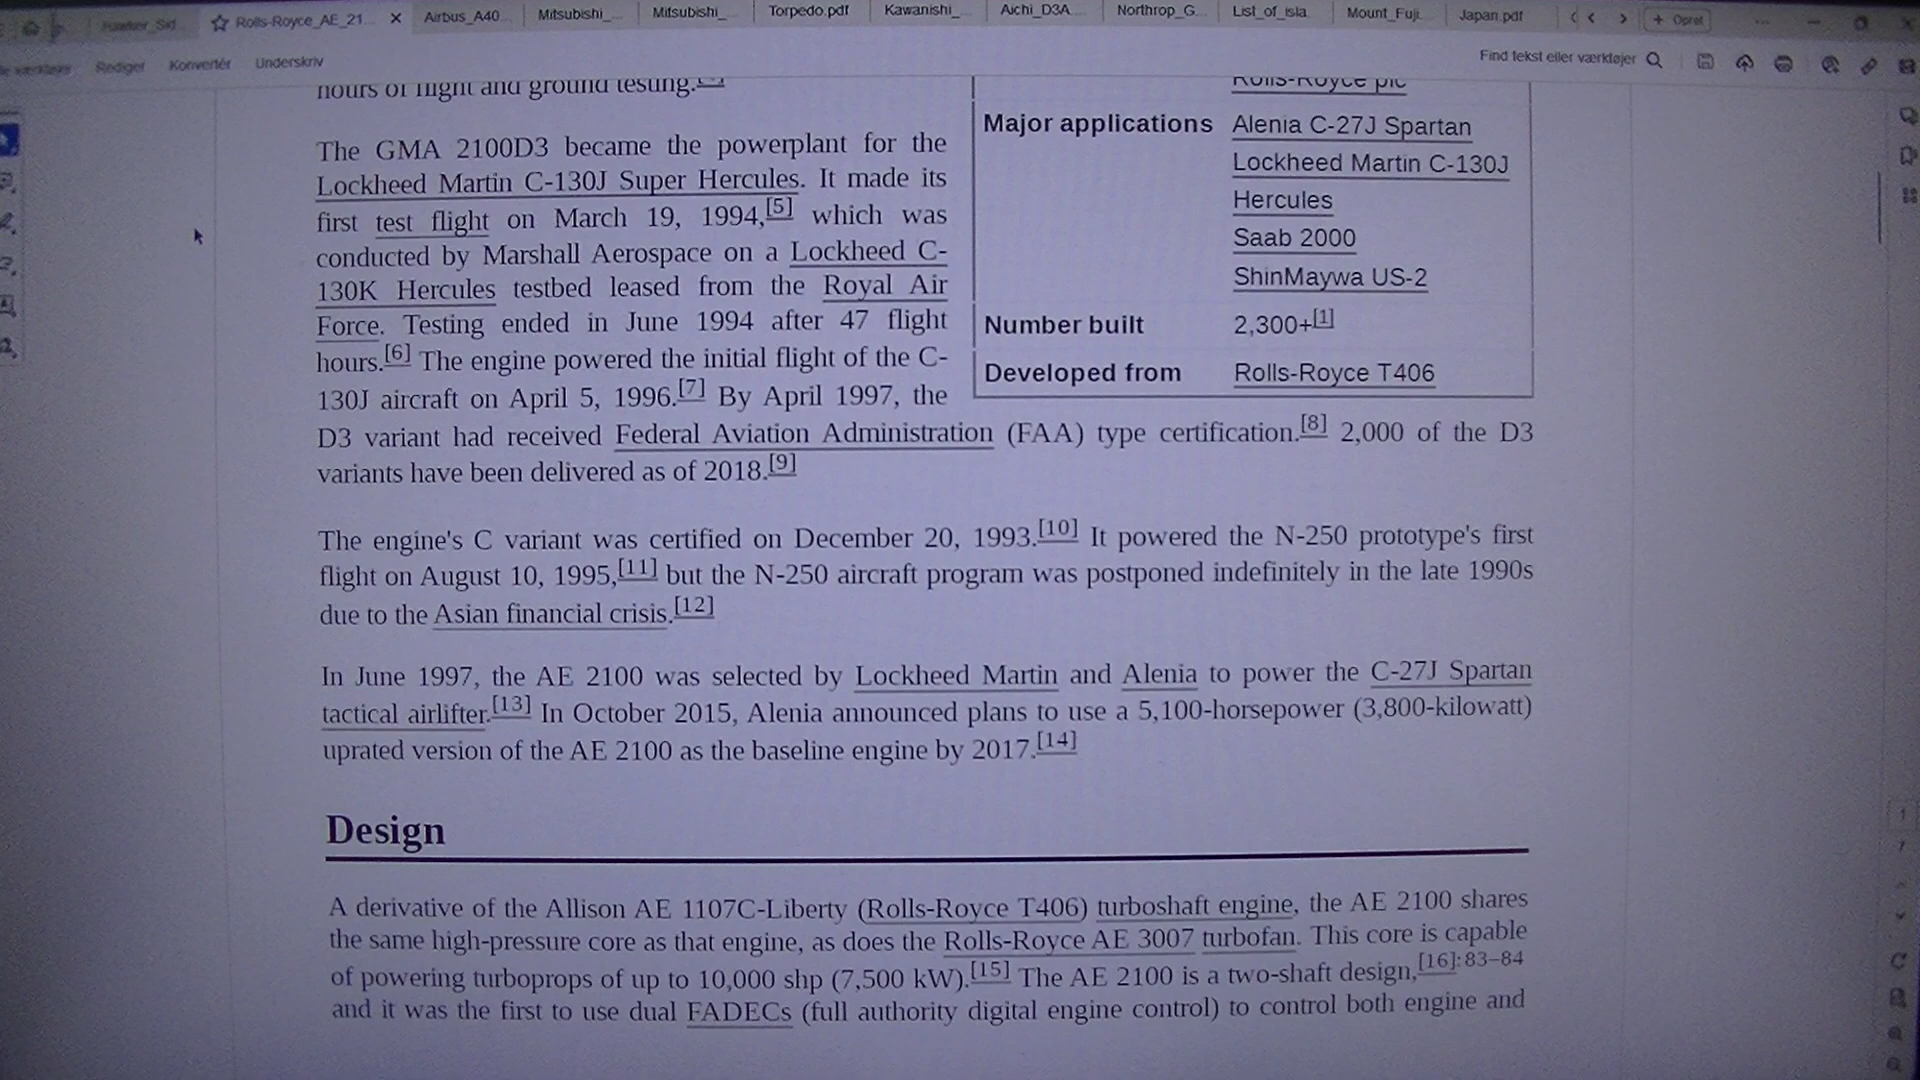 Rolls-Royce_AE_21...
Airbus_A40...
Mitsubishi_...
Mitsubishi_...
Torpedo.pdf
Kawanishi_...
Aichi_D3A...
Northrop_G...
List_of_isla...
Mount_Fuji...
Japan.pdf
+ Opret
Rediger
Konvertér
Underskriv
Find tekst eller værktøjer
hours of flight and ground testing.
Rolls-Royce plc
The GMA 2100D3 became the powerplant for the
Lockheed Martin C-130J Super Hercules. It made its
first test flight on March 19, 1994,[5] which was
conducted by Marshall Aerospace on a Lockheed C-
130K Hercules testbed leased from the Royal Air
Force. Testing ended in June 1994 after 47 flight
hours.[6] The engine powered the initial flight of the C-
130J aircraft on April 5, 1996.[7] By April 1997, the
D3 variant had received Federal Aviation Administration (FAA) type certification.[8] 2,000 of the D3
variants have been delivered as of 2018.[9]
Major applications Alenia C-27J Spartan
Lockheed Martin C-130J
Hercules
Saab 2000
ShinMaywa US-2
Number built 2,300+[1]
Developed from Rolls-Royce T406
The engine's C variant was certified on December 20, 1993.[10] It powered the N-250 prototype's first
flight on August 10, 1995,[11] but the N-250 aircraft program was postponed indefinitely in the late 1990s
due to the Asian financial crisis.[12]
In June 1997, the AE 2100 was selected by Lockheed Martin and Alenia to power the C-27J Spartan
tactical airlifter.[13] In October 2015, Alenia announced plans to use a 5,100-horsepower (3,800-kilowatt)
uprated version of the AE 2100 as the baseline engine by 2017.[14]
Design
A derivative of the Allison AE 1107C-Liberty (Rolls-Royce T406) turboshaft engine, the AE 2100 shares
the same high-pressure core as that engine, as does the Rolls-Royce AE 3007 turbofan. This core is capable
of powering turboprops of up to 10,000 shp (7,500 kW).[15] The AE 2100 is a two-shaft design,[16]:83–84
and it was the first to use dual FADECs (full authority digital engine control) to control both engine and